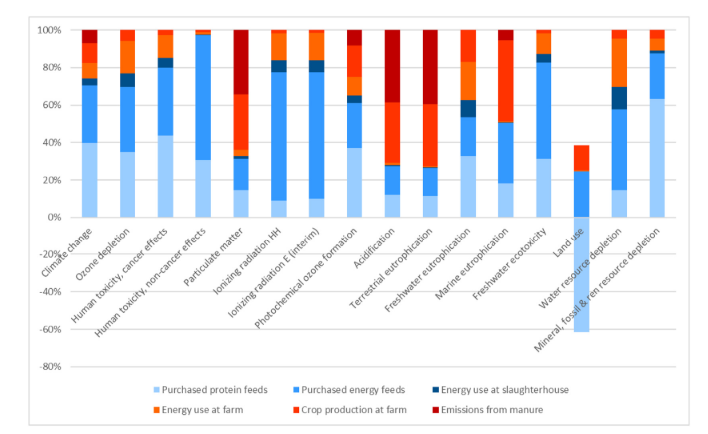 100%
80%
60%
40%
20%
0%
-20%
-40%
-60%
-80%
Climate change
Ozone depletion
Human toxicity, cancer effects
Human toxicity, non-cancer effects
Particulate matter
Ionizing radiation HH
Ionizing radiation E (interim)
Photochemical ozone formation
Acidification
Terrestrial eutrophication
Freshwater eutrophication
Marine eutrophication
Freshwater ecotoxicity
Land use
Water resource depletion
Mineral, fossil & ren resource depletion
Purchased protein feeds
Purchased energy feeds
Energy use at slaughterhouse
Energy use at farm
Crop production at farm
Emissions from manure